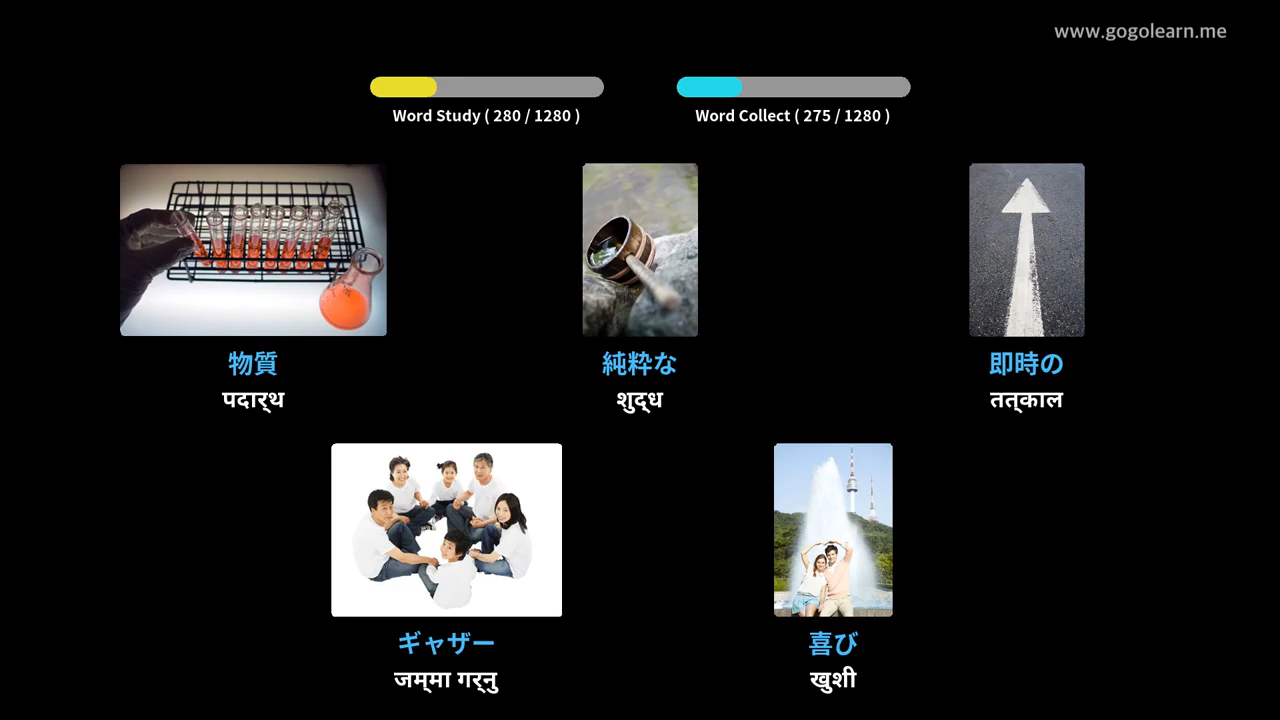 www.gogolearn.me
Word Study ( 280 / 1280 )
Word Collect ( 275 / 1280 )
物質
पदार्‍थ
純粋な
शुद्‍ध
即時の
तत्‍काल
ギャザー
जम्‍मा गर्‍नु
喜び
खुशी